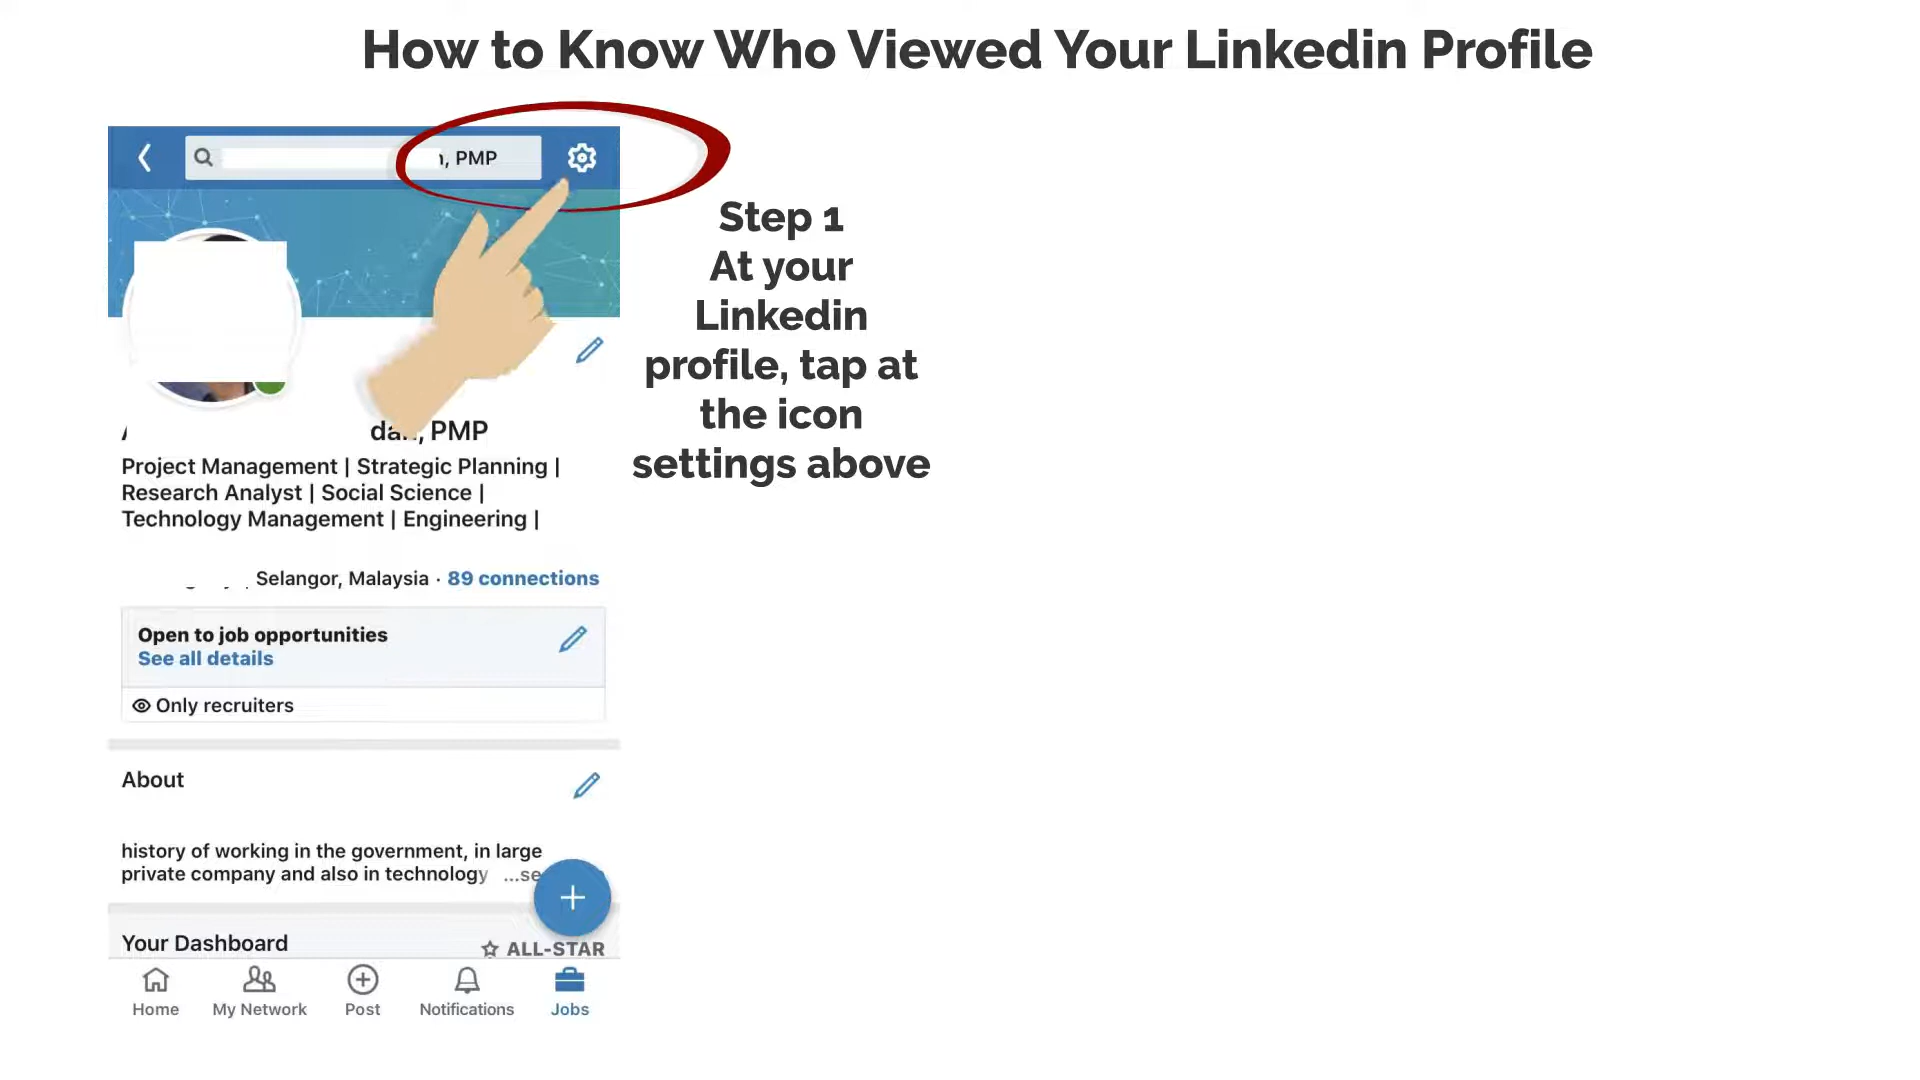 How to Know Who Viewed Your Linkedin Profile
, PMP
Step 1
At your
Linkedin
profile, tap at
the icon
settings above
, PMP
Project Management | Strategic Planning |
Research Analyst | Social Science |
Technology Management | Engineering |
Selangor, Malaysia · 89 connections
Open to job opportunities
See all details
Only recruiters
About
history of working in the government, in large
private company and also in technology ...se
Your Dashboard
ALL-STAR
Home
My Network
Post
Notifications
Jobs